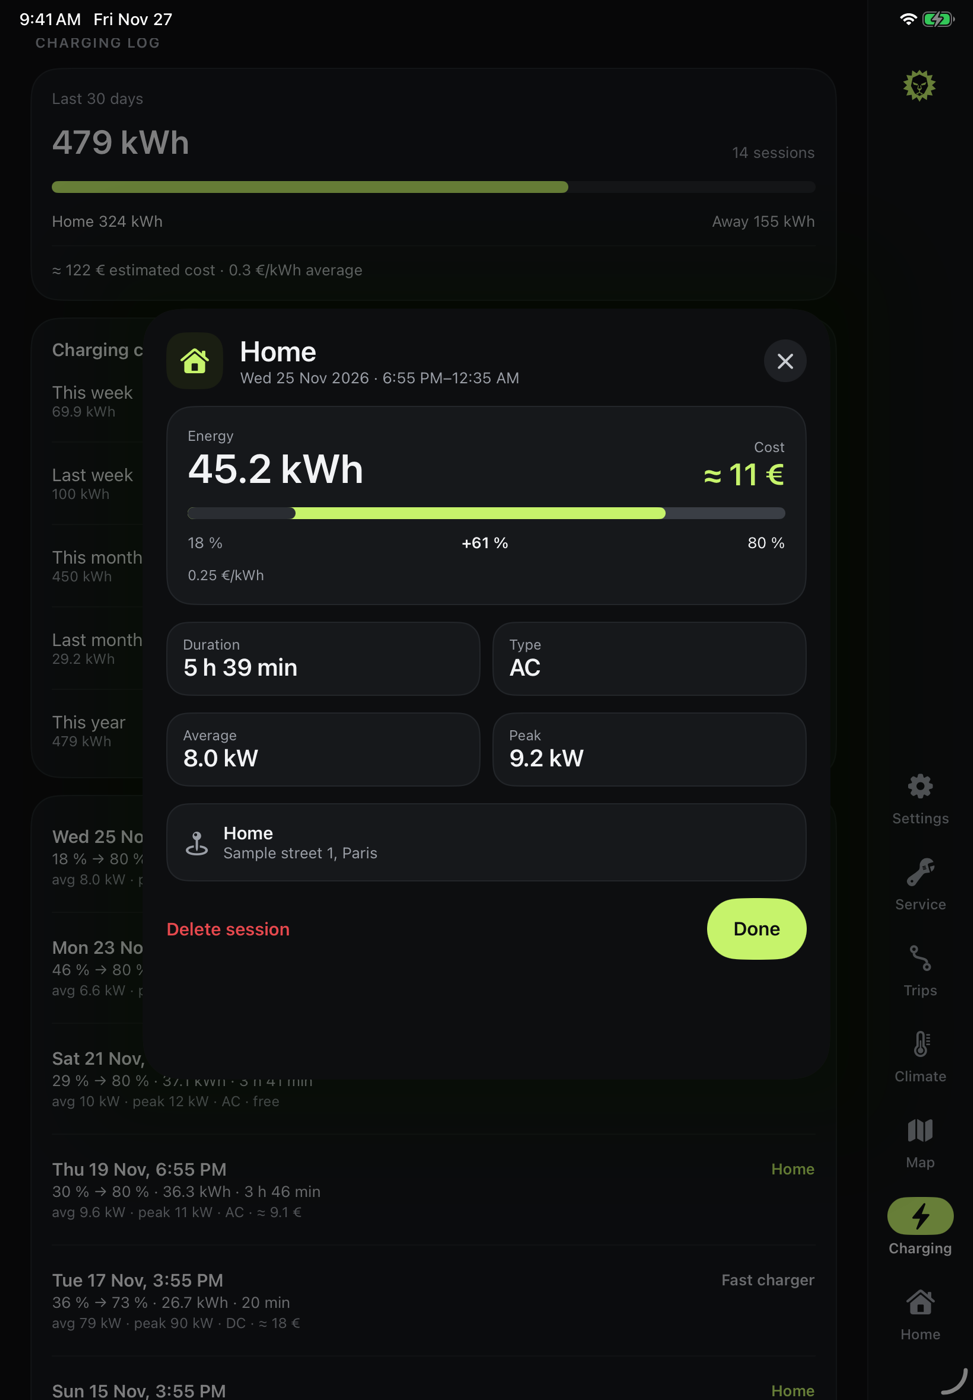 9:41 AM Fri Nov 27
CHARGING LOG
Last 30 days
479 kWh
14 sessions
Home 324 kWh
Away 155 kWh
≈ 122 € estimated cost · 0.3 €/kWh average
Charging c
This week
69.9 kWh
Last week
100 kWh
This month
450 kWh
Last month
29.2 kWh
This year
479 kWh
Home
Wed 25 Nov 2026 · 6:55 PM–12:35 AM
Energy
45.2 kWh
Cost
≈ 11 €
18 %
+61 %
80 %
0.25 €/kWh
Duration
5 h 39 min
Type
AC
Average
8.0 kW
Peak
9.2 kW
Home
Sample street 1, Paris
Delete session
Done
Wed 25 No
18 % → 80 %
avg 8.0 kW · p
Mon 23 No
46 % → 80 %
avg 6.6 kW · p
Sat 21 Nov,
29 % → 80 % · 37.1 kWh · 3 h 41 min
avg 10 kW · peak 12 kW · AC · free
Thu 19 Nov, 6:55 PM
Home
30 % → 80 % · 36.3 kWh · 3 h 46 min
avg 9.6 kW · peak 11 kW · AC · ≈ 9.1 €
Tue 17 Nov, 3:55 PM
Fast charger
36 % → 73 % · 26.7 kWh · 20 min
avg 79 kW · peak 90 kW · DC · ≈ 18 €
Sun 15 Nov, 3:55 PM
Home
Settings
Service
Trips
Climate
Map
Charging
Home